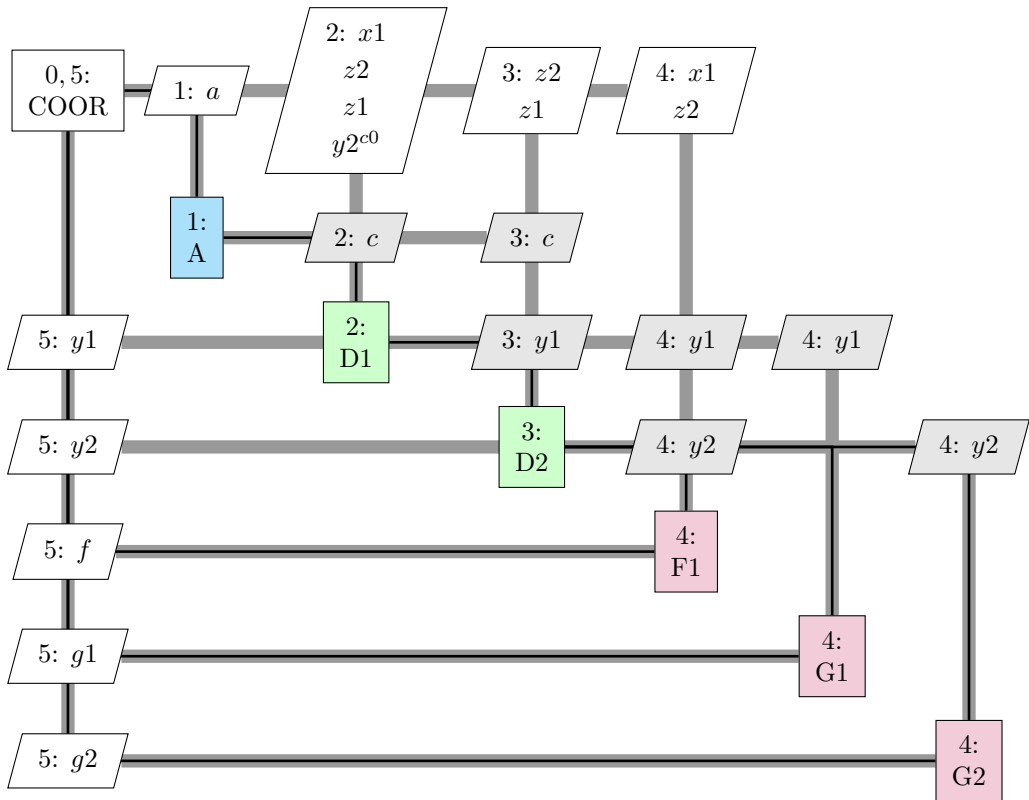 0, 5:
COOR
1: a
2: x1
z2
z1
y2^{c0}
3: z2
z1
4: x1
z2
1:
A
2: c
3: c
5: y1
2:
D1
3: y1
4: y1
4: y1
5: y2
3:
D2
4: y2
4: y2
5: f
4:
F1
5: g1
4:
G1
5: g2
4:
G2